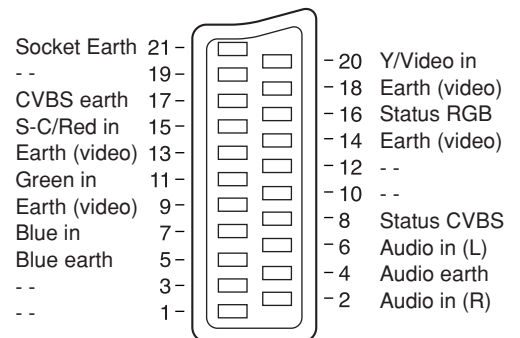 Socket Earth 21
- - 19
CVBS earth 17
S-C/Red in 15
Earth (video) 13
Green in 11
Earth (video) 9
Blue in 7
Blue earth 5
- - 3
- - 1
20 Y/Video in
18 Earth (video)
16 Status RGB
14 Earth (video)
12 - -
10 - -
8 Status CVBS
6 Audio in (L)
4 Audio earth
2 Audio in (R)